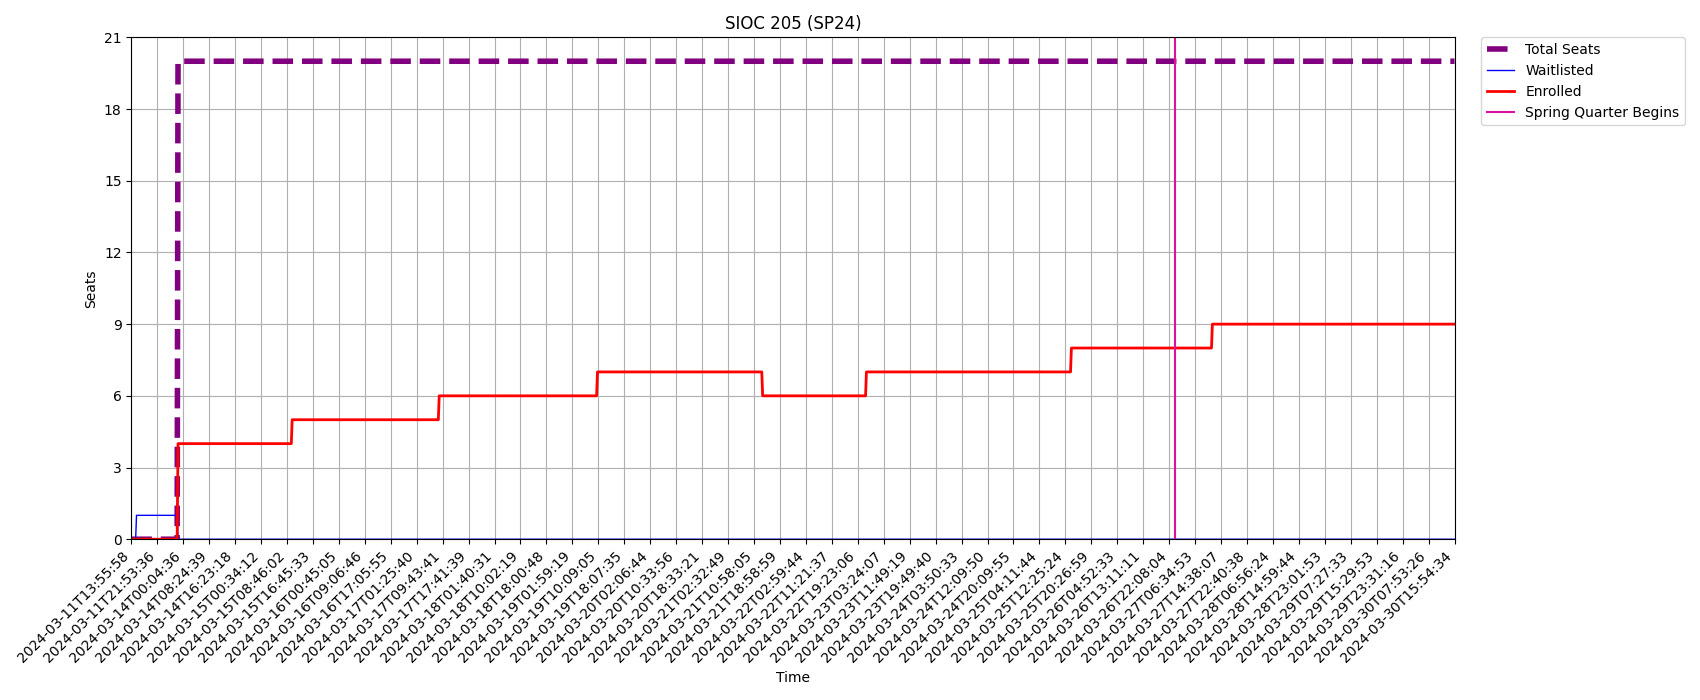 SIOC 205 (SP24)
21
18
15
12
9
6
3
0
Seats
Total Seats
Waitlisted
Enrolled
Spring Quarter Begins
2024-03-11T13:55:58
2024-03-11T21:53:36
2024-03-14T00:04:36
2024-03-14T08:24:39
2024-03-14T16:23:18
2024-03-15T00:34:12
2024-03-15T08:46:02
2024-03-15T16:45:33
2024-03-16T00:45:05
2024-03-16T09:06:46
2024-03-16T17:05:55
2024-03-17T01:25:40
2024-03-17T09:43:41
2024-03-17T17:41:39
2024-03-18T01:40:31
2024-03-18T10:02:19
2024-03-18T18:00:48
2024-03-19T01:59:19
2024-03-19T10:09:05
2024-03-19T18:07:35
2024-03-20T02:06:44
2024-03-20T10:33:56
2024-03-20T18:33:21
2024-03-21T02:32:49
2024-03-21T10:58:05
2024-03-21T18:58:59
2024-03-22T02:59:44
2024-03-22T11:21:37
2024-03-22T19:23:06
2024-03-23T03:24:07
2024-03-23T11:49:19
2024-03-23T19:49:40
2024-03-24T03:50:33
2024-03-24T12:09:50
2024-03-24T20:09:55
2024-03-25T04:11:44
2024-03-25T12:25:24
2024-03-25T20:26:59
2024-03-26T04:52:33
2024-03-26T13:11:11
2024-03-26T22:08:04
2024-03-27T06:34:53
2024-03-27T14:38:07
2024-03-27T22:40:38
2024-03-28T06:56:24
2024-03-28T14:59:44
2024-03-28T23:01:53
2024-03-29T07:27:33
2024-03-29T15:29:53
2024-03-29T23:31:16
2024-03-30T07:53:26
2024-03-30T15:54:34
Time